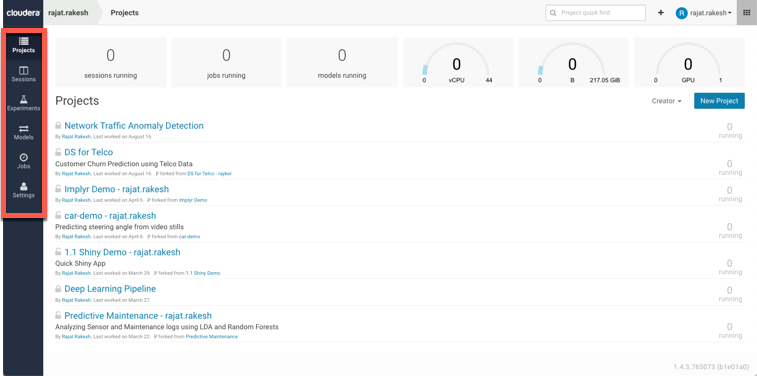 cloudera
rajat.rakesh
Projects
Project quick find
rajat.rakesh
Projects
Sessions
Experiments
Models
Jobs
Settings
0
sessions running
0
jobs running
0
models running
0
0 vCPU 44
0
0 B 217.05 GiB
0
0 GPU 1
Projects
Creator
New Project
Network Traffic Anomaly Detection
By Rajat Rakesh. Last worked on August 16.
0
running
DS for Telco
Customer Churn Prediction using Telco Data
By Rajat Rakesh. Last worked on August 16. forked from DS for Telco - rayker
0
running
Implyr Demo - rajat.rakesh
By Rajat Rakesh. Last worked on April 6. forked from Implyr Demo
0
running
car-demo - rajat.rakesh
Predicting steering angle from video stills
By Rajat Rakesh. Last worked on April 6. forked from car-demo
0
running
1.1 Shiny Demo - rajat.rakesh
Quick Shiny App
By Rajat Rakesh. Last worked on March 29. forked from 1.1 Shiny Demo
0
running
Deep Learning Pipeline
By Rajat Rakesh. Last worked on March 27.
0
running
Predictive Maintenance - rajat.rakesh
Analyzing Sensor and Maintenance logs using LDA and Random Forests
By Rajat Rakesh. Last worked on March 22. forked from Predictive Maintenance
0
running
1.4.3.765073 (b1e01a0)